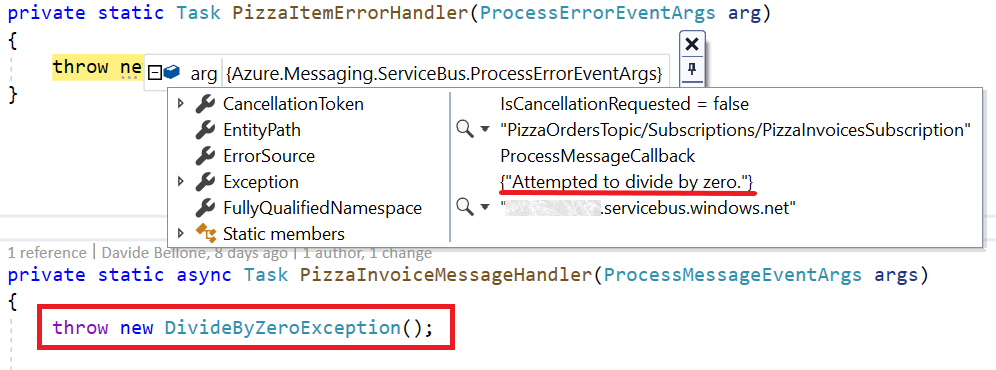 private static Task PizzaItemErrorHandler(ProcessErrorEventArgs arg)
{
throw ne
arg {Azure.Messaging.ServiceBus.ProcessErrorEventArgs}
}
CancellationToken IsCancellationRequested = false
EntityPath "PizzaOrdersTopic/Subscriptions/PizzaInvoicesSubscription"
ErrorSource ProcessMessageCallback
Exception {"Attempted to divide by zero."}
FullyQualifiedNamespace ".servicebus.windows.net"
Static members
1 reference | Davide Bellone, 8 days ago | 1 author, 1 change
private static async Task PizzaInvoiceMessageHandler(ProcessMessageEventArgs args)
{
throw new DivideByZeroException();